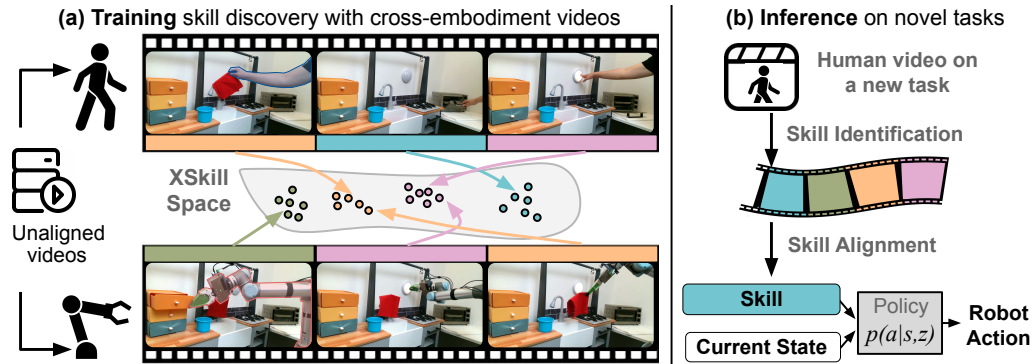 (a) Training skill discovery with cross-embodiment videos
Unaligned
videos
XSkill
Space
(b) Inference on novel tasks
Human video on
a new task
Skill Identification
Skill Alignment
Skill
Current State
Policy
p(a|s,z)
Robot
Action